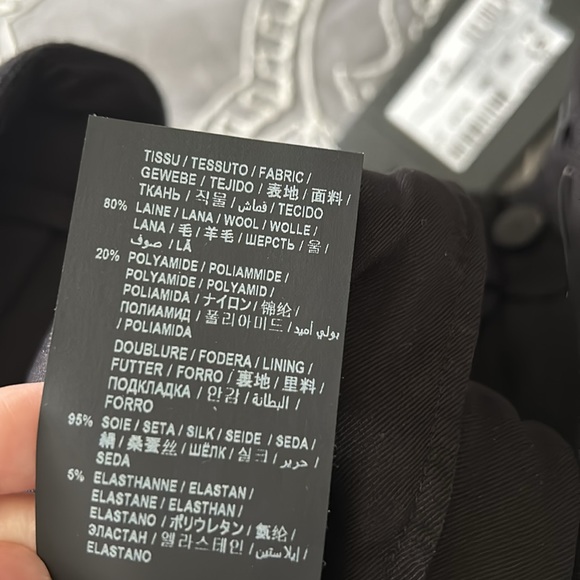 TISSU / TESSUTO / FABRIC /
GEWEBE / TEJIDO / 表地 / 面料 /
ТКАНЬ / 직물 / قماش / TECIDO
80% LAINE / LANA / WOOL / WOLLE /
LANA / 毛 / 羊毛 / ШЕРСТЬ / 울
/ صوف / LÃ
20% POLYAMIDE / POLIAMMIDE /
POLYAMIDE / POLYAMID /
POLIAMIDA / ナイロン / 锦纶 /
ПОЛИАМИД / 폴리아미드 / بولي أميد
/ POLIAMIDA
DOUBLURE / FODERA / LINING /
FUTTER / FORRO / 裏地 / 里料 /
ПОДКЛАДКА / 안감 / البطانة /
FORRO
95% SOIE / SETA / SILK / SEIDE / SEDA /
絹 / 桑蚕丝 / ШЁЛК / 실크 / حرير /
SEDA
5% ELASTHANNE / ELASTAN /
ELASTANE / ELASTHAN /
ELASTANO / ポリウレタン / 氨纶 /
ЭЛАСТАН / 엘라스테인 / إيلاستين /
ELASTANO